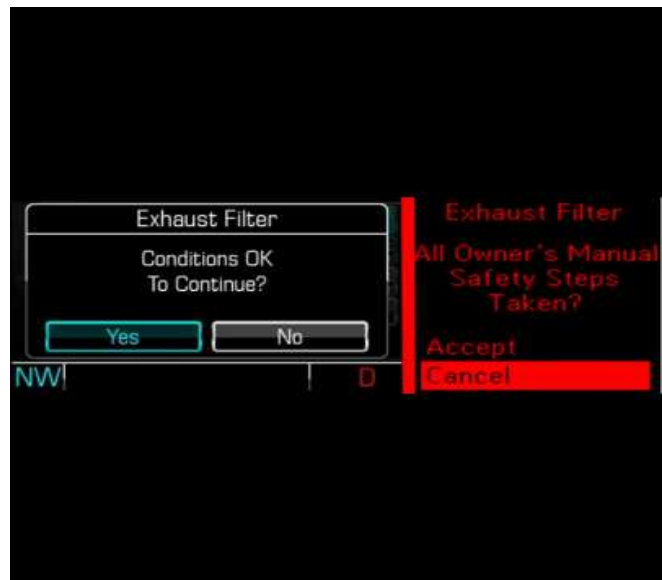 Exhaust Filter
Conditions OK
To Continue?
Yes No
NW D
Exhaust Filter
All Owner's Manual
Safety Steps
Taken?
Accept
Cancel